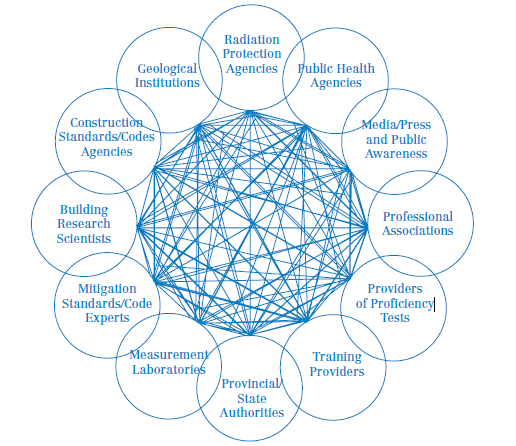 Radiation
Protection
Agencies
Public Health
Agencies
Media/Press
and Public
Awareness
Professional
Associations
Providers
of Proficiency
Tests
Training
Providers
Provincial/
State
Authorities
Measurement
Laboratories
Mitigation
Standards/Code
Experts
Building
Research
Scientists
Construction
Standards/Codes
Agencies
Geological
Institutions